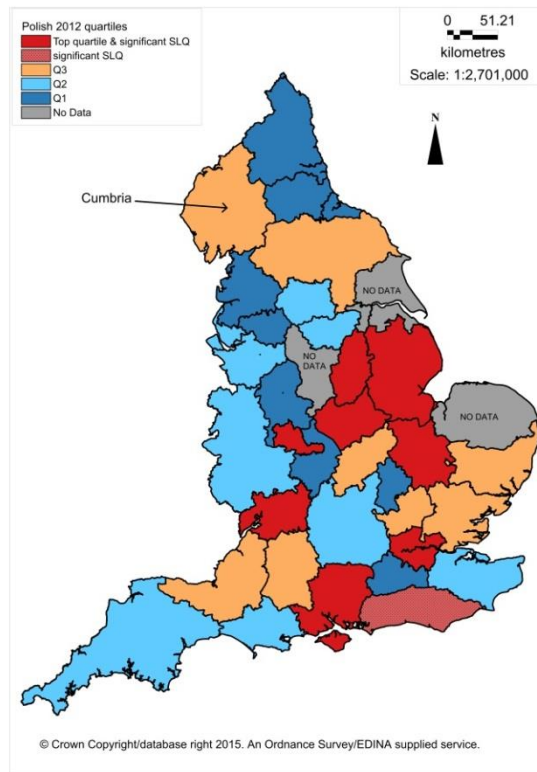 Polish 2012 quartiles
Top quartile & significant SLQ
significant SLQ
Q3
Q2
Q1
No Data
0 51.21
kilometres
Scale: 1:2,701,000
N
Cumbria
NO DATA
NO
DATA
NO DATA
© Crown Copyright/database right 2015. An Ordnance Survey/EDINA supplied service.